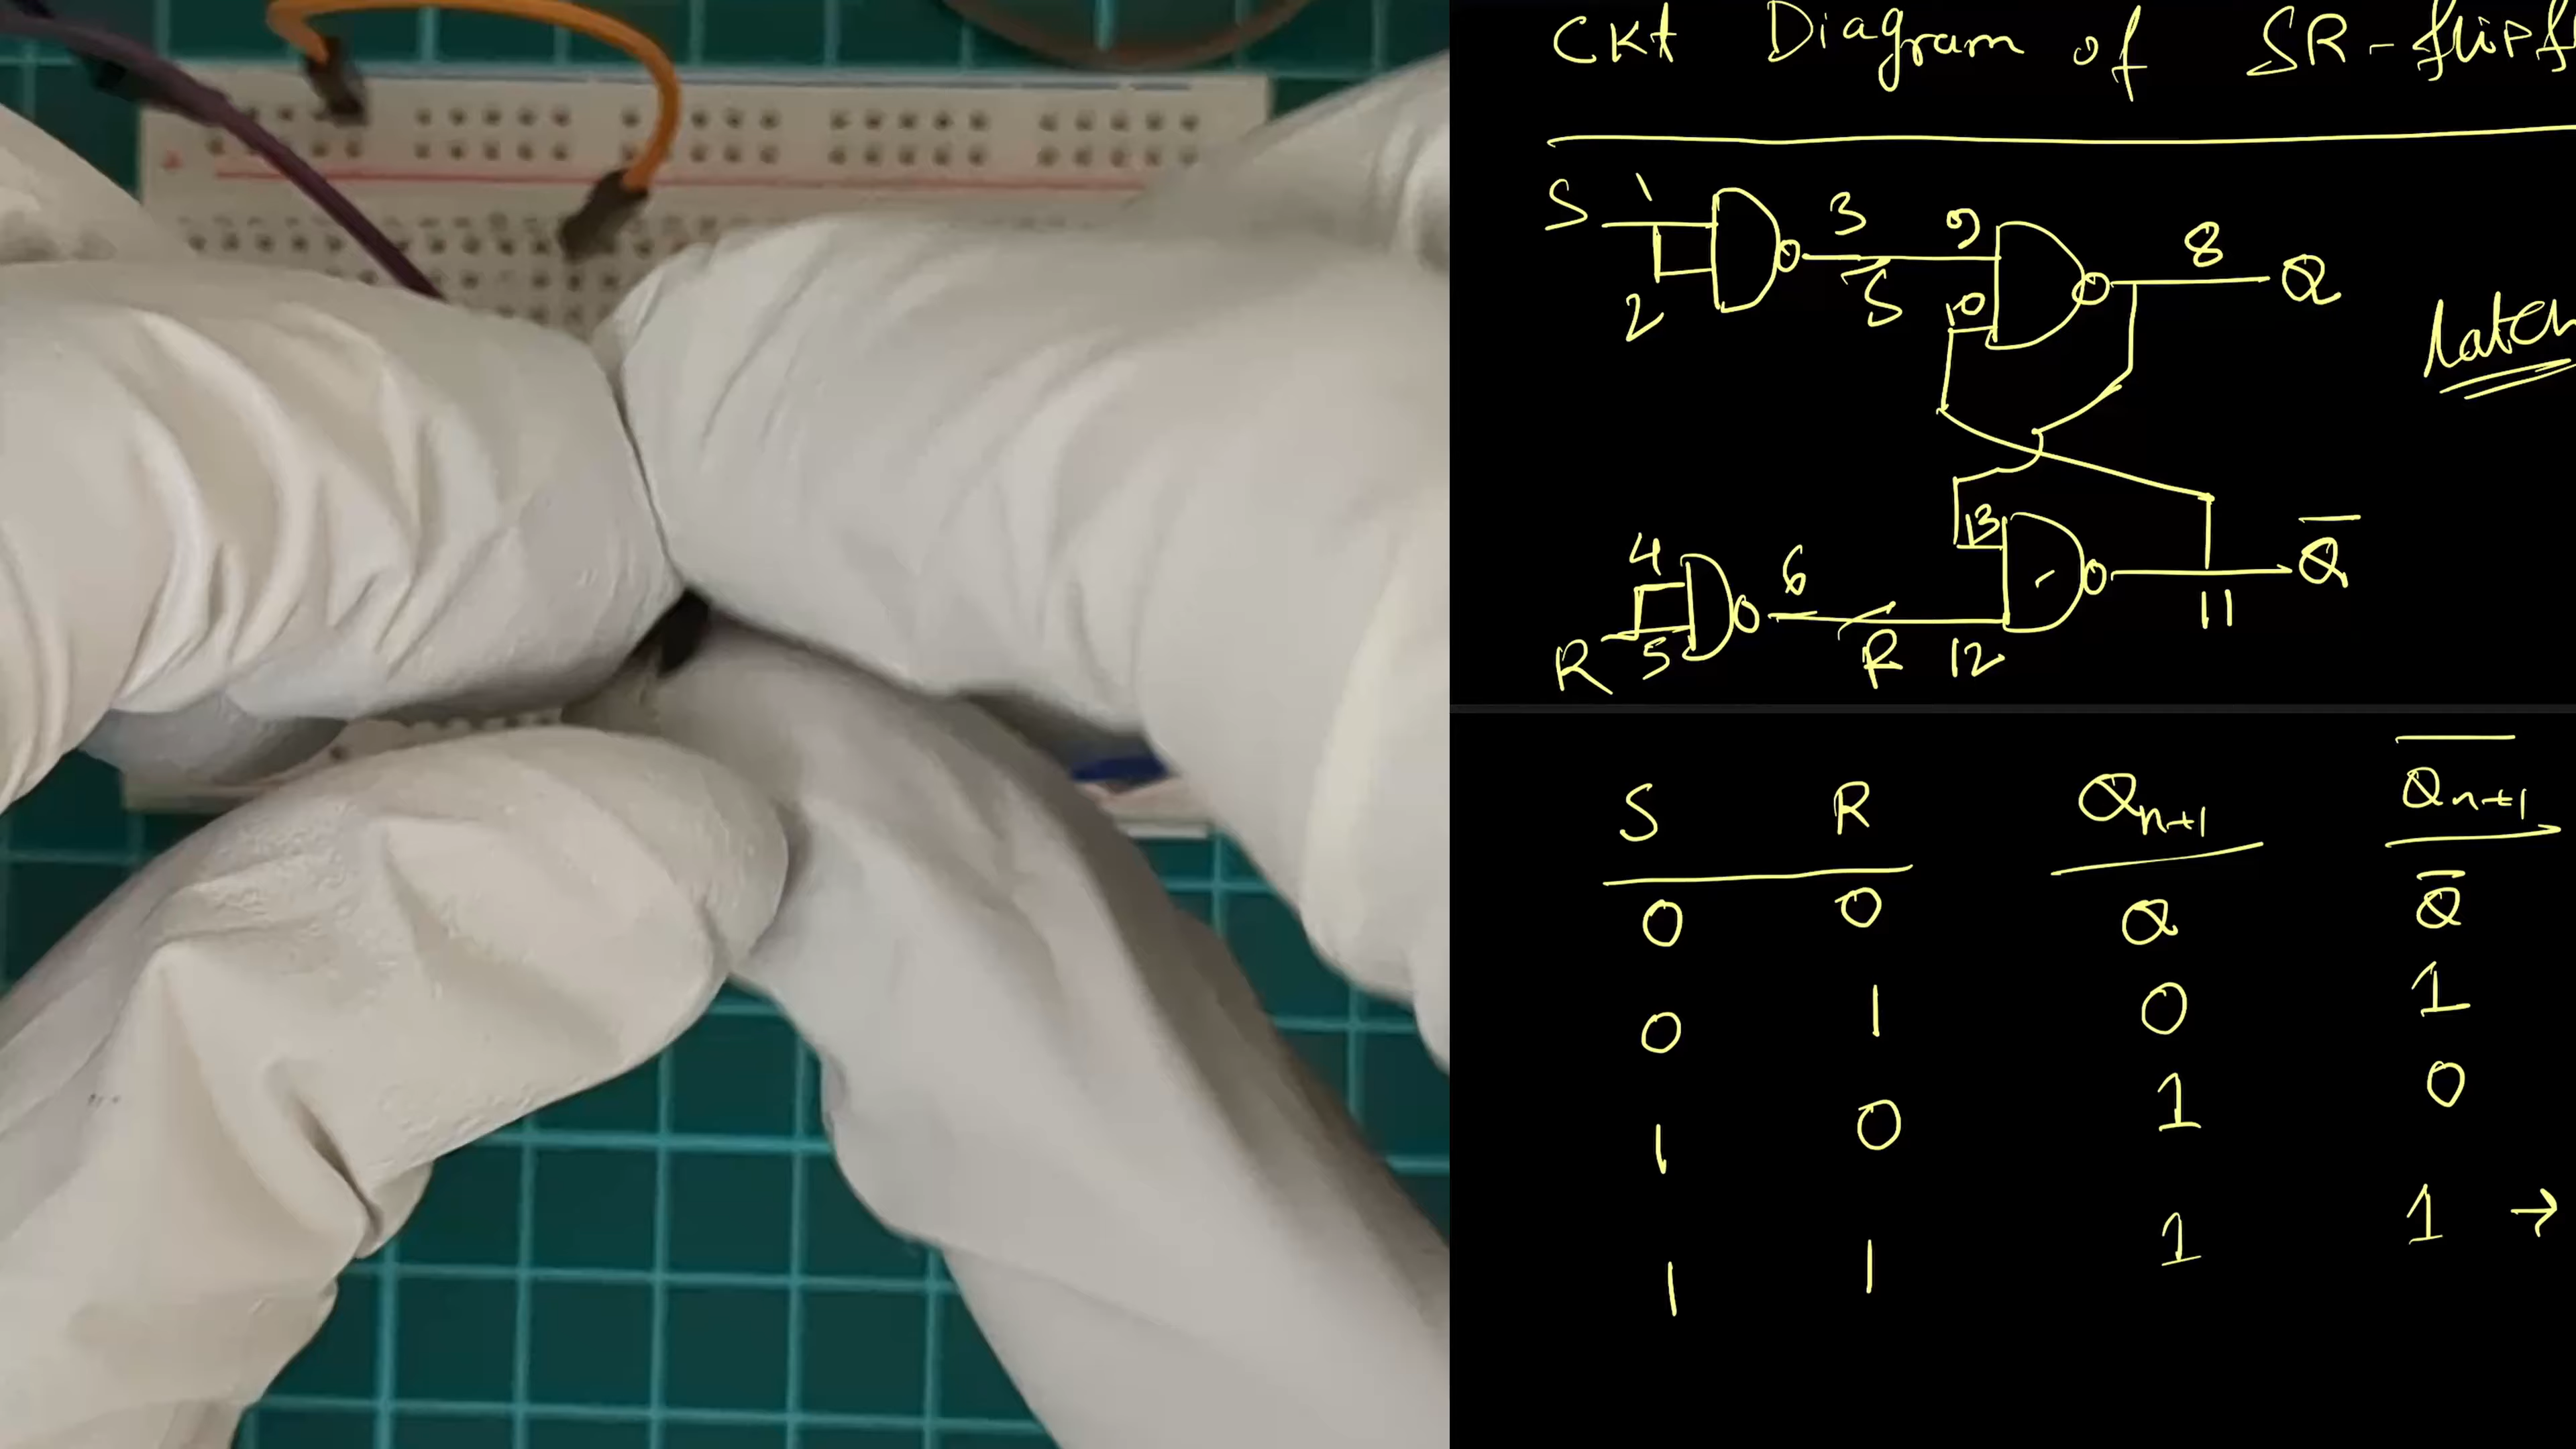 CKt Diagram of SR-flipf
S 1 3 9 8 Q
2 S 10
Latch
13 Q̅
4 6 11
R 5 R 12
S R Qn+1 Q̅n+1
0 0 Q Q̅
0 1 0 1
1 0 1 0
1 1 1 1 →